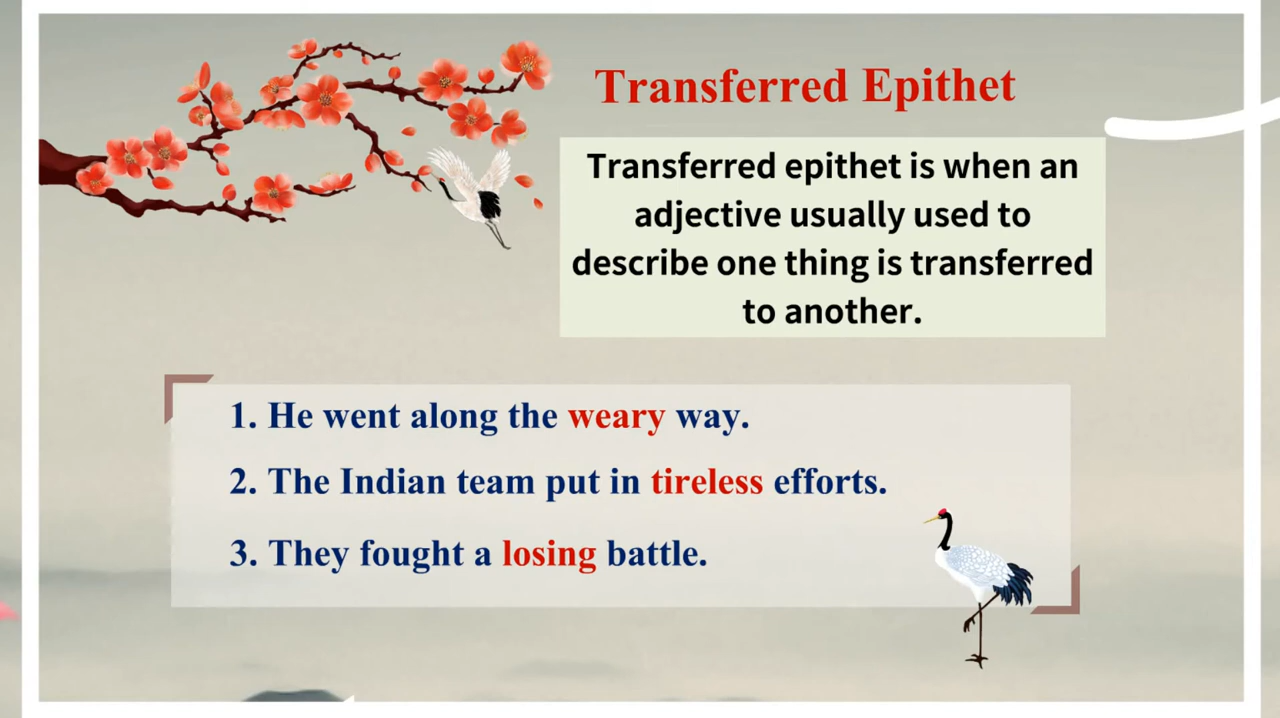 Transferred Epithet
Transferred epithet is when an
adjective usually used to
describe one thing is transferred
to another.
1. He went along the weary way.
2. The Indian team put in tireless efforts.
3. They fought a losing battle.